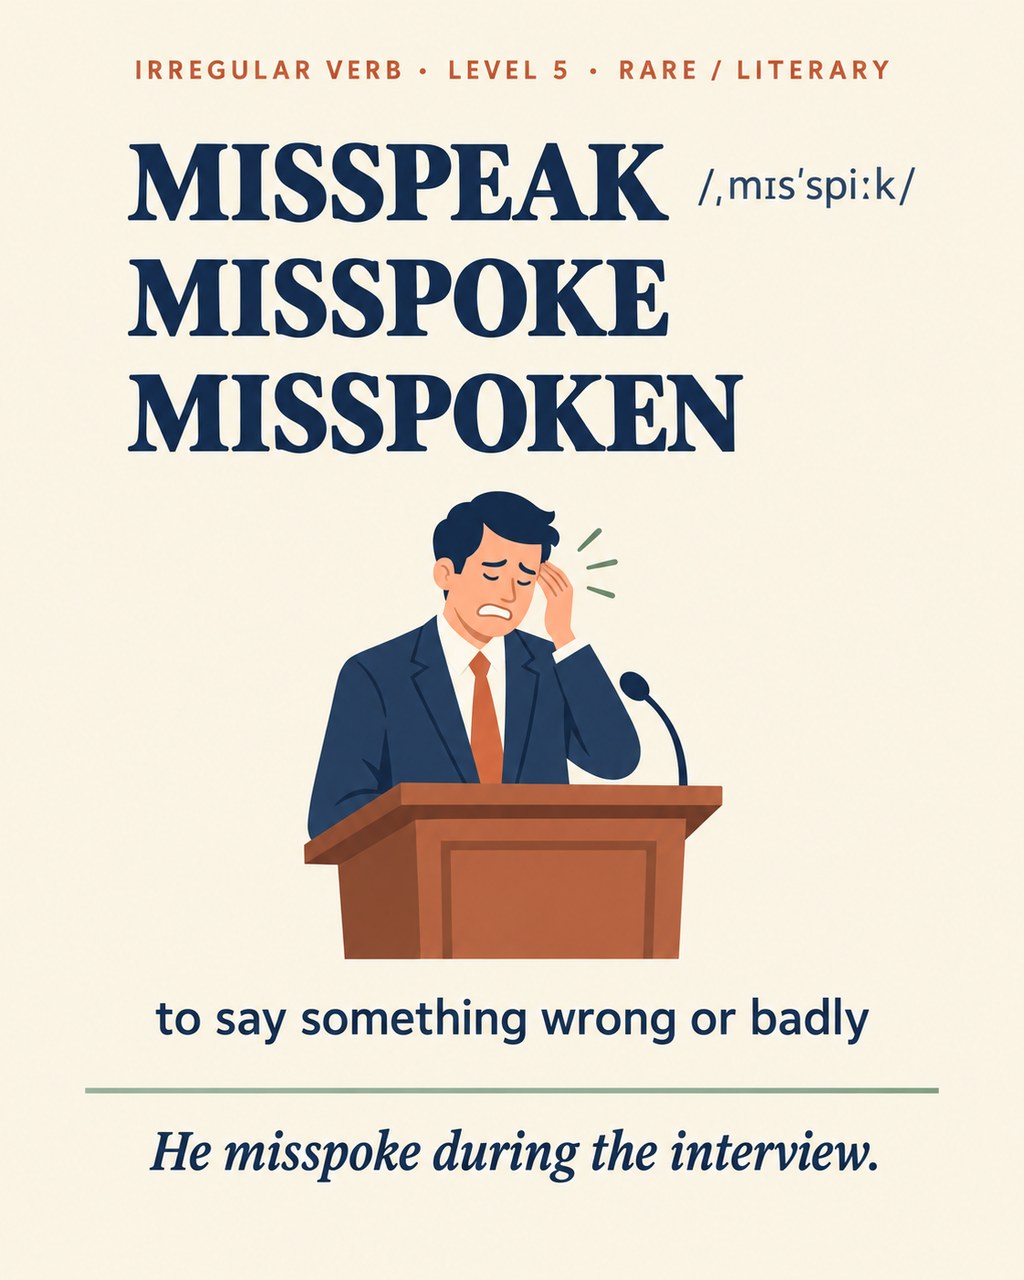 IRREGULAR VERB • LEVEL 5 • RARE / LITERARY
MISSPEAK /ˌmɪsˈspiːk/
MISSPOKE
MISSPOKEN
to say something wrong or badly
He misspoke during the interview.